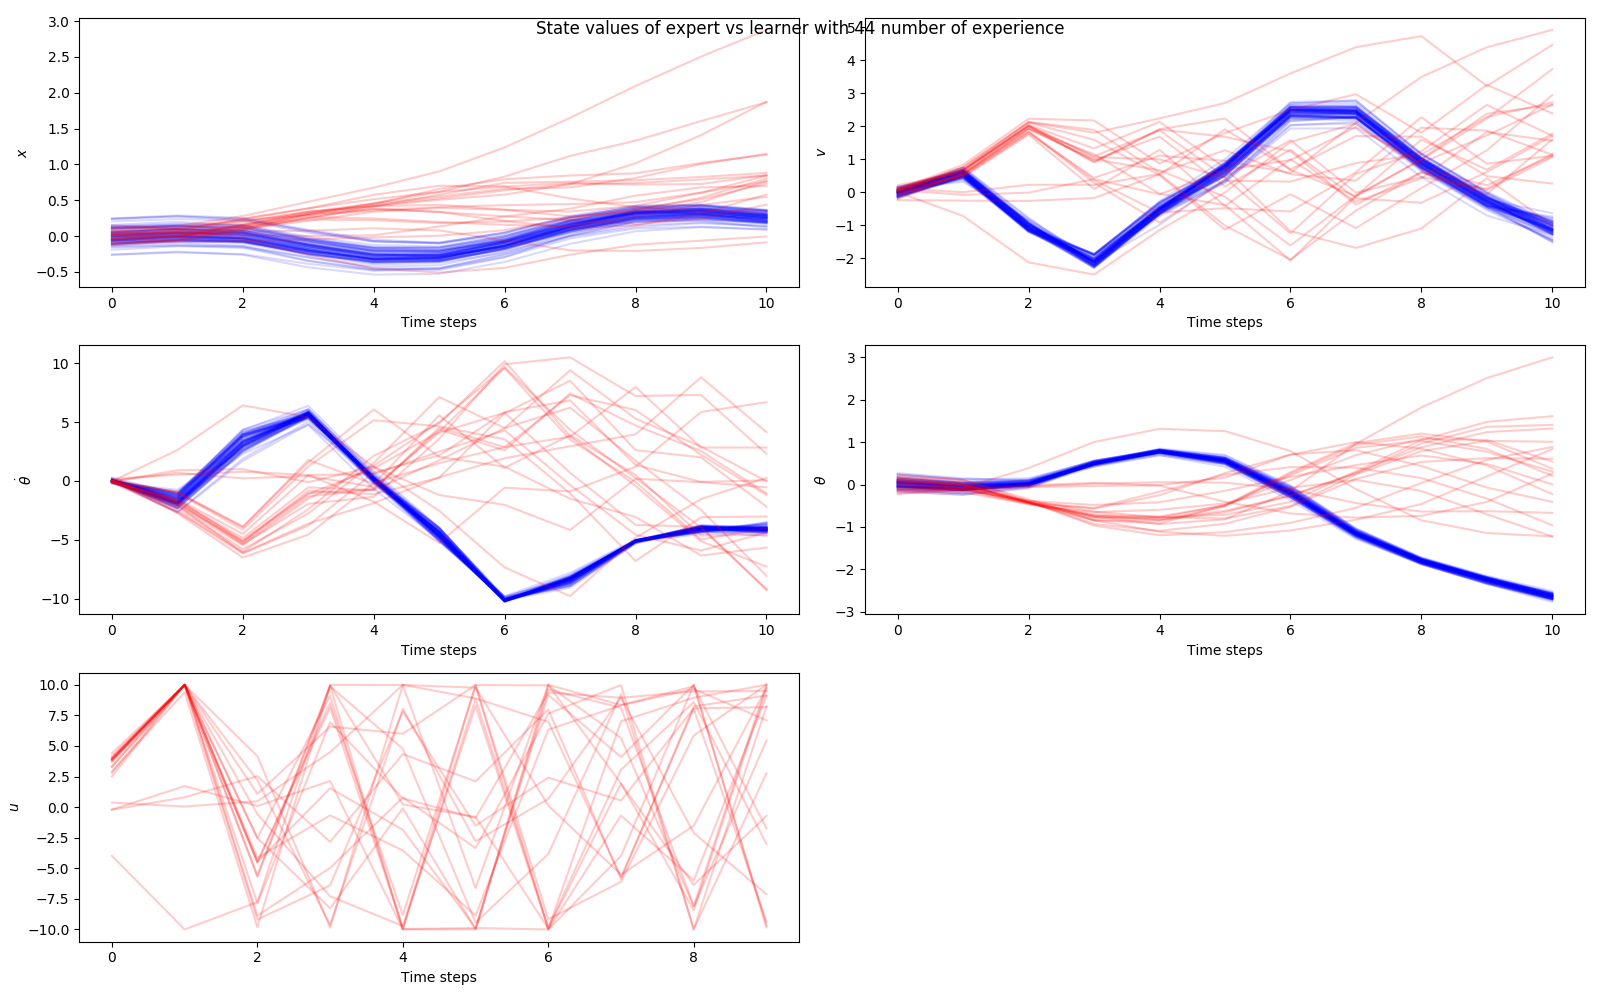 State values of expert vs learner with 44 number of experience
3.0
2.5
2.0
1.5
1.0
0.5
0.0
−0.5
x
0 2 4 6 8 10
Time steps
5
4
3
2
1
0
−1
−2
v
0 2 4 6 8 10
Time steps
10
5
0
−5
−10
θ̇
0 2 4 6 8 10
Time steps
3
2
1
0
−1
−2
−3
θ
0 2 4 6 8 10
Time steps
10.0
7.5
5.0
2.5
0.0
−2.5
−5.0
−7.5
−10.0
u
0 2 4 6 8
Time steps